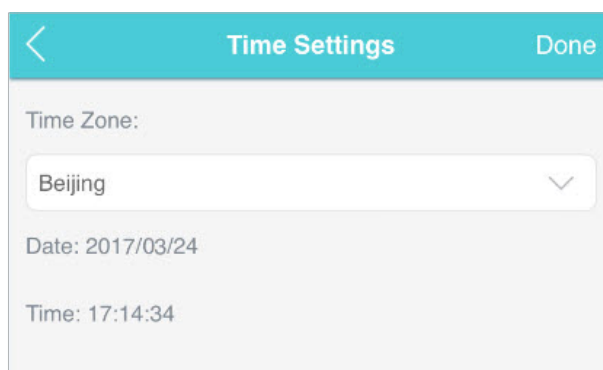 Time Settings Done
Time Zone:
Beijing
Date: 2017/03/24
Time: 17:14:34